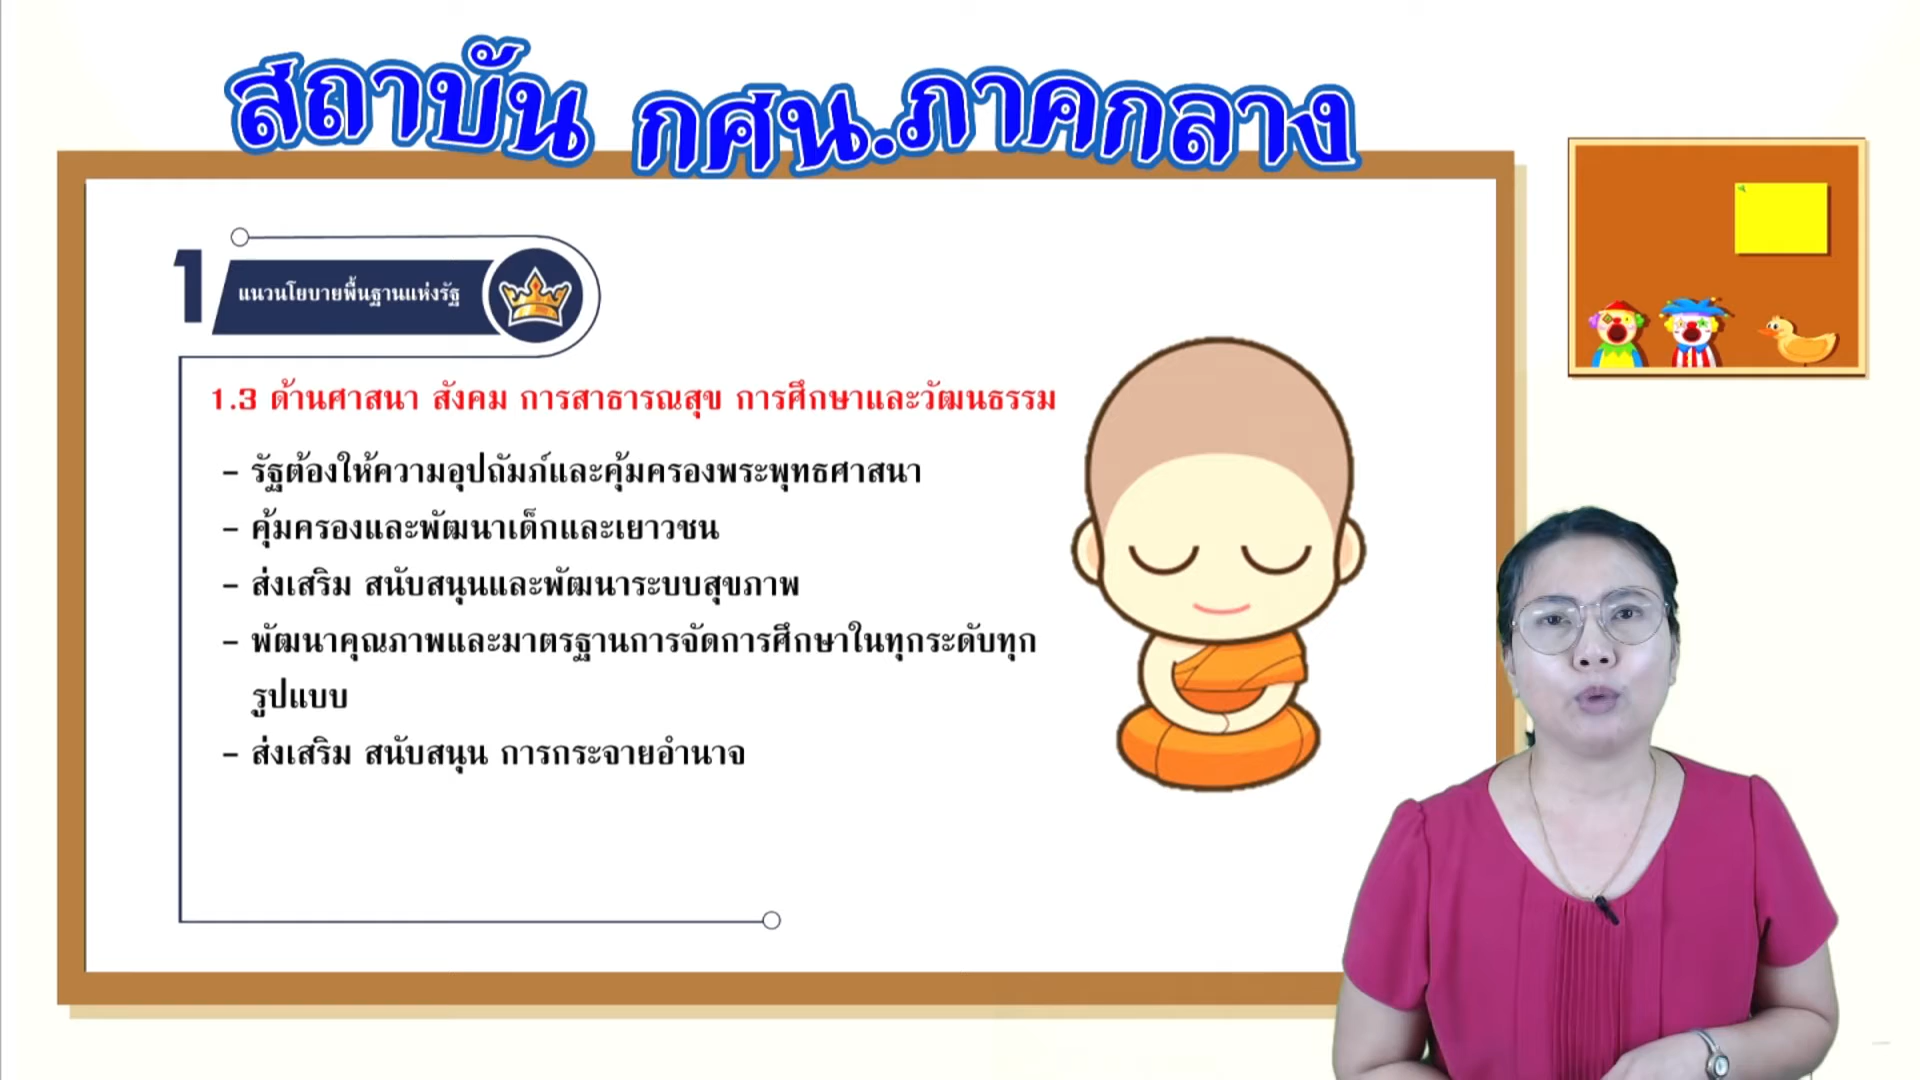 สถาบัน กศน.ภาคกลาง
1
แนวนโยบายพื้นฐานแห่งรัฐ
1.3 ด้านศาสนา สังคม การสาธารณสุข การศึกษาและวัฒนธรรม
- รัฐต้องให้ความอุปถัมภ์และคุ้มครองพระพุทธศาสนา
- คุ้มครองและพัฒนาเด็กและเยาวชน
- ส่งเสริม สนับสนุนและพัฒนาระบบสุขภาพ
- พัฒนาคุณภาพและมาตรฐานการจัดการศึกษาในทุกระดับทุก
รูปแบบ
- ส่งเสริม สนับสนุน การกระจายอำนาจ